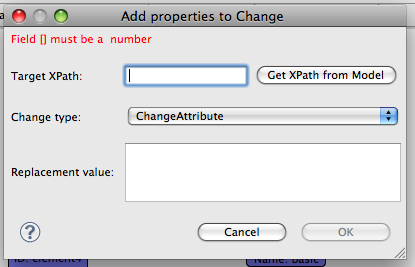 Add properties to Change
Field [] must be a  number
Target XPath:
Get XPath from Model
Change type:
ChangeAttribute
Replacement value:
?
Cancel
OK
ID: element4
Name: basic